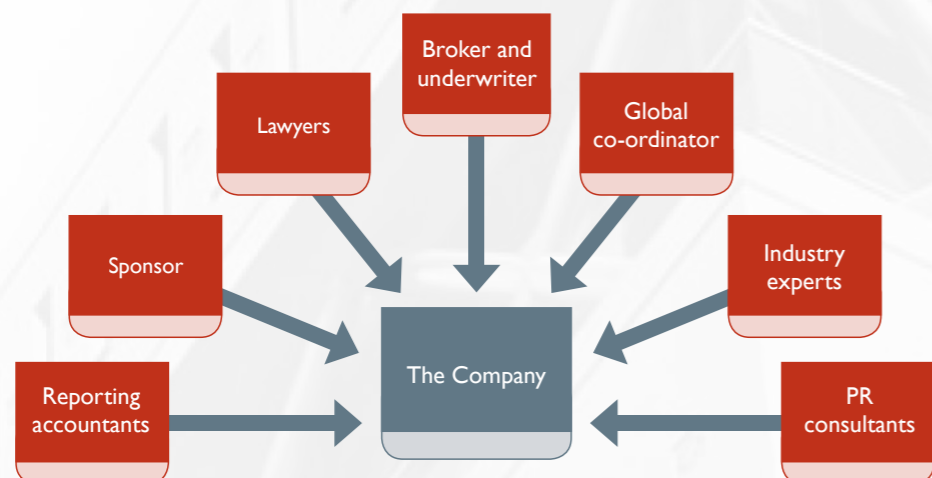 Broker and
underwriter
Lawyers
Global
co-ordinator
Sponsor
Industry
experts
The Company
Reporting
accountants
PR
consultants